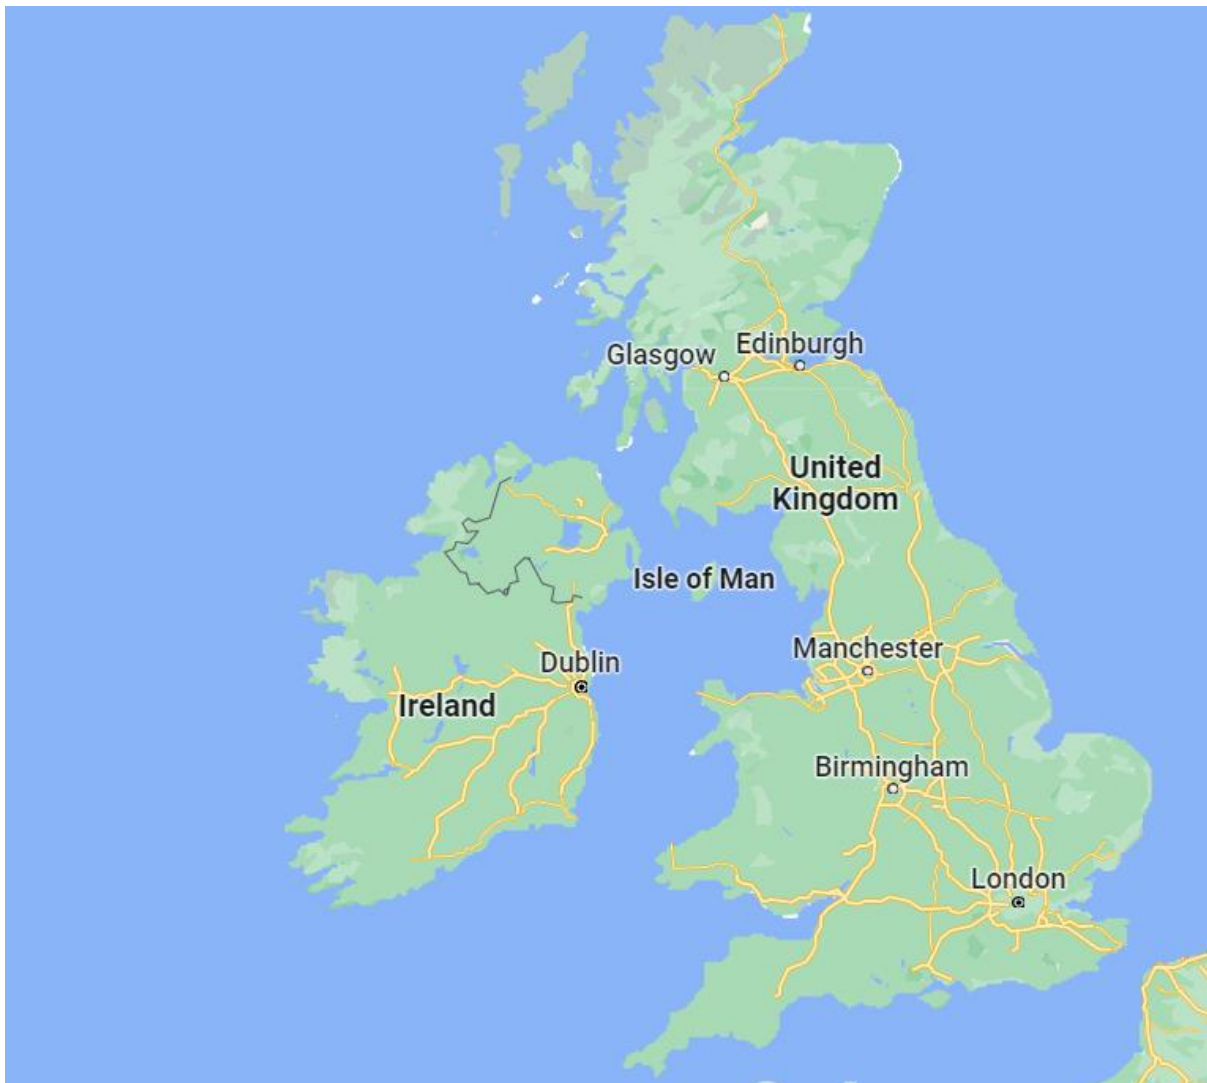 Edinburgh
Glasgow
United
Kingdom
Isle of Man
Manchester
Dublin
Ireland
Birmingham
London